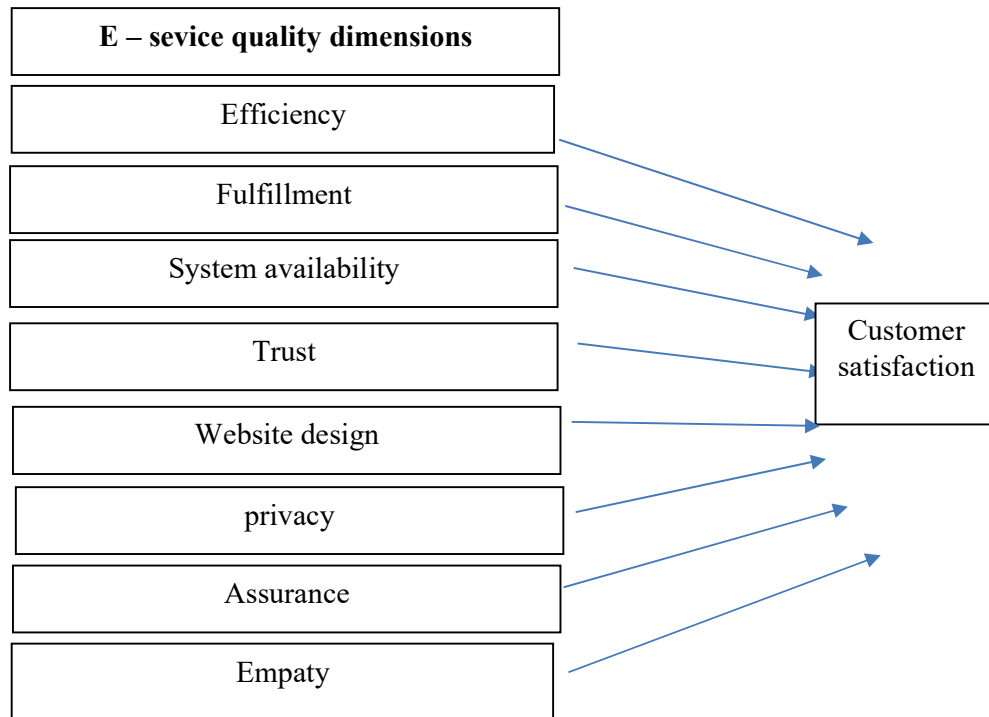 E – sevice quality dimensions
Efficiency
Fulfillment
System availability
Trust
Website design
privacy
Assurance
Empaty
Customer
satisfaction